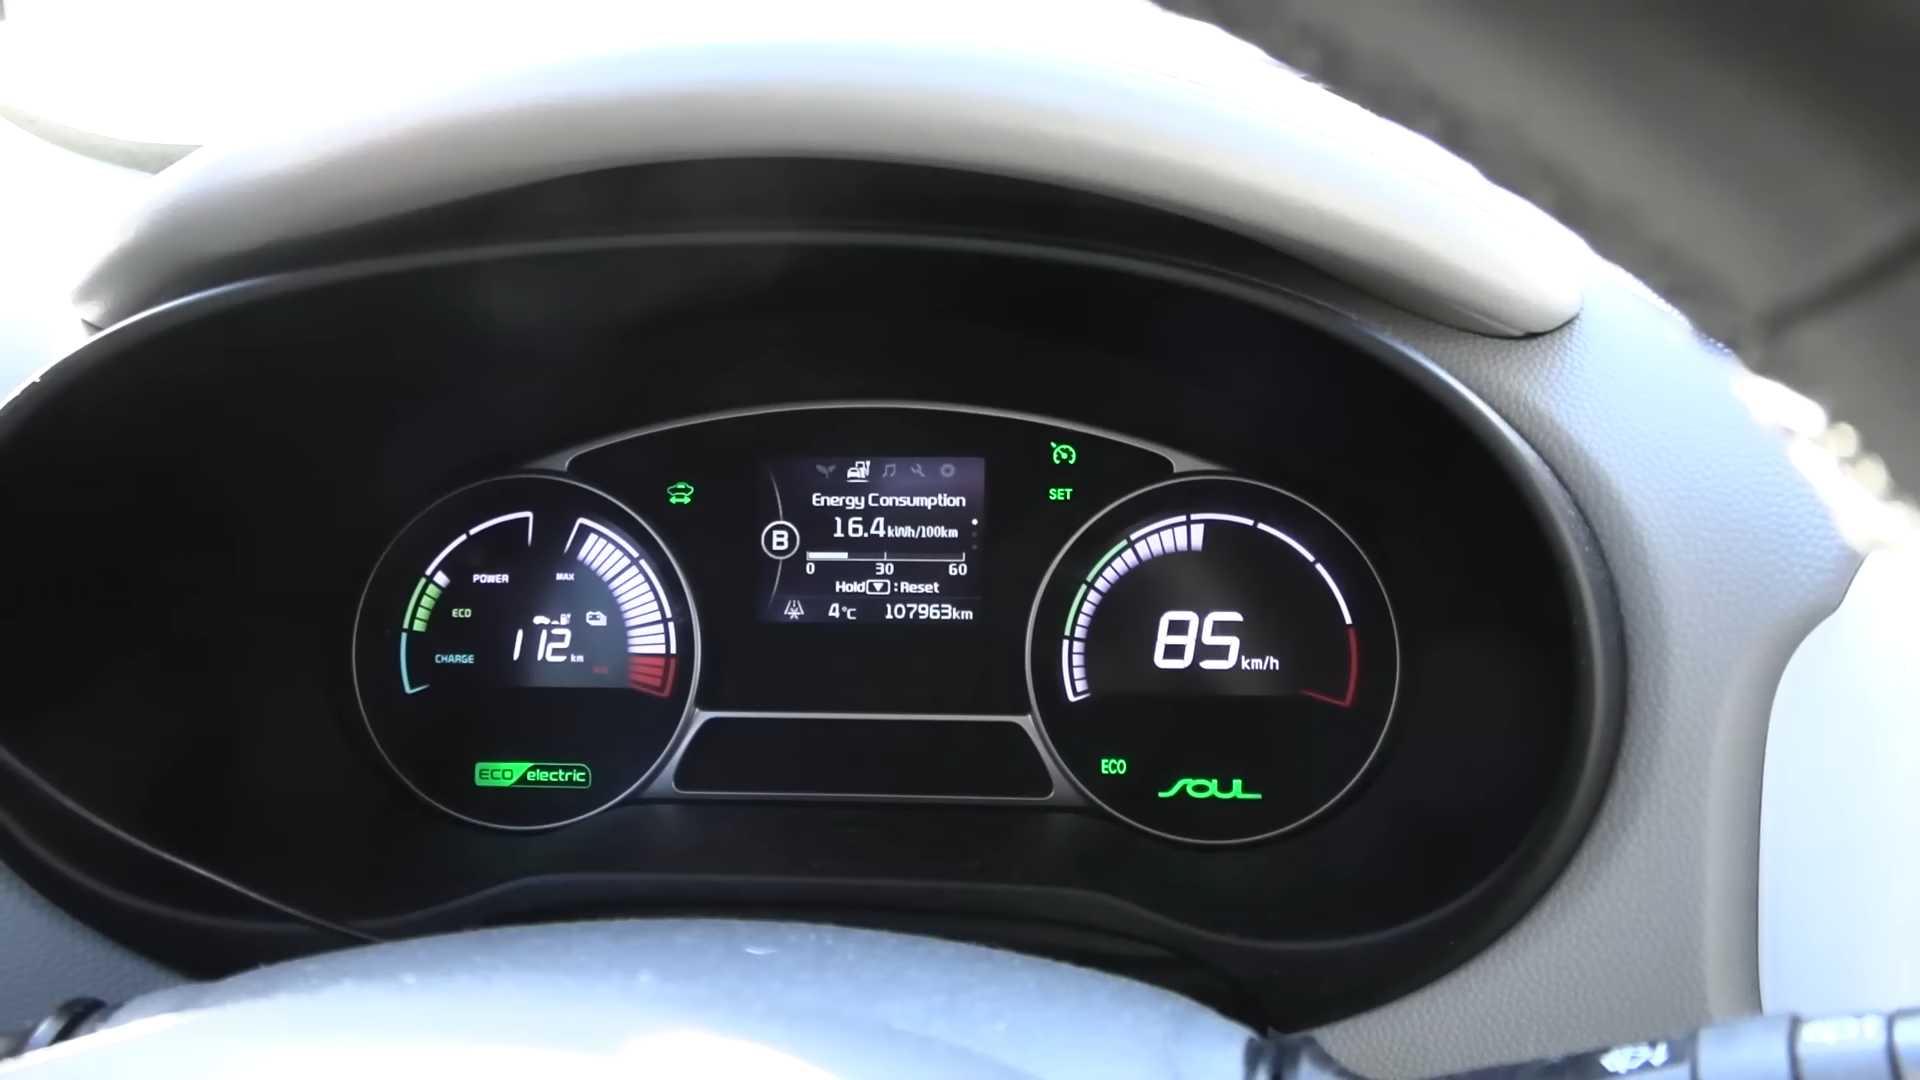 Energy Consumption
16.4 kWh/100km
B
0 30 60
Hold ▼ : Reset
4°C 107963km
SET
POWER
MAX
ECO
CHARGE
112 km
ECO electric
85 km/h
ECO
SOUL